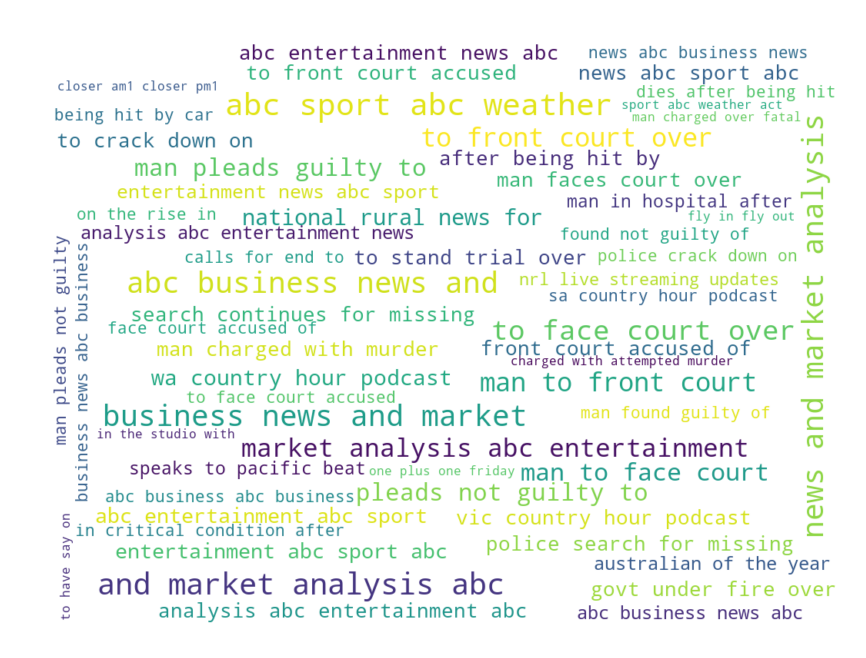 abc entertainment news abc
news abc business news
to front court accused
news abc sport abc
closer am1 closer pm1
dies after being hit
being hit by car
abc sport abc weather
sport abc weather act
man charged over fatal
to crack down on
to front court over
after being hit by
man pleads guilty to
man faces court over
entertainment news abc sport
man in hospital after
on the rise in
national rural news for
fly in fly out
analysis abc entertainment news
found not guilty of
calls for end to
to stand trial over
police crack down on
abc business news and
nrl live streaming updates
sa country hour podcast
search continues for missing
face court accused of
to face court over
man charged with murder
front court accused of
charged with attempted murder
wa country hour podcast
man to front court
to face court accused
business news and market
man found guilty of
in the studio with
market analysis abc entertainment
speaks to pacific beat
one plus one friday
man to face court
abc business abc business
pleads not guilty to
abc entertainment abc sport
vic country hour podcast
in critical condition after
entertainment abc sport abc
police search for missing
australian of the year
and market analysis abc
govt under fire over
analysis abc entertainment abc
abc business news abc
man pleads not guilty
business news abc business
to have say on
news and market analysis